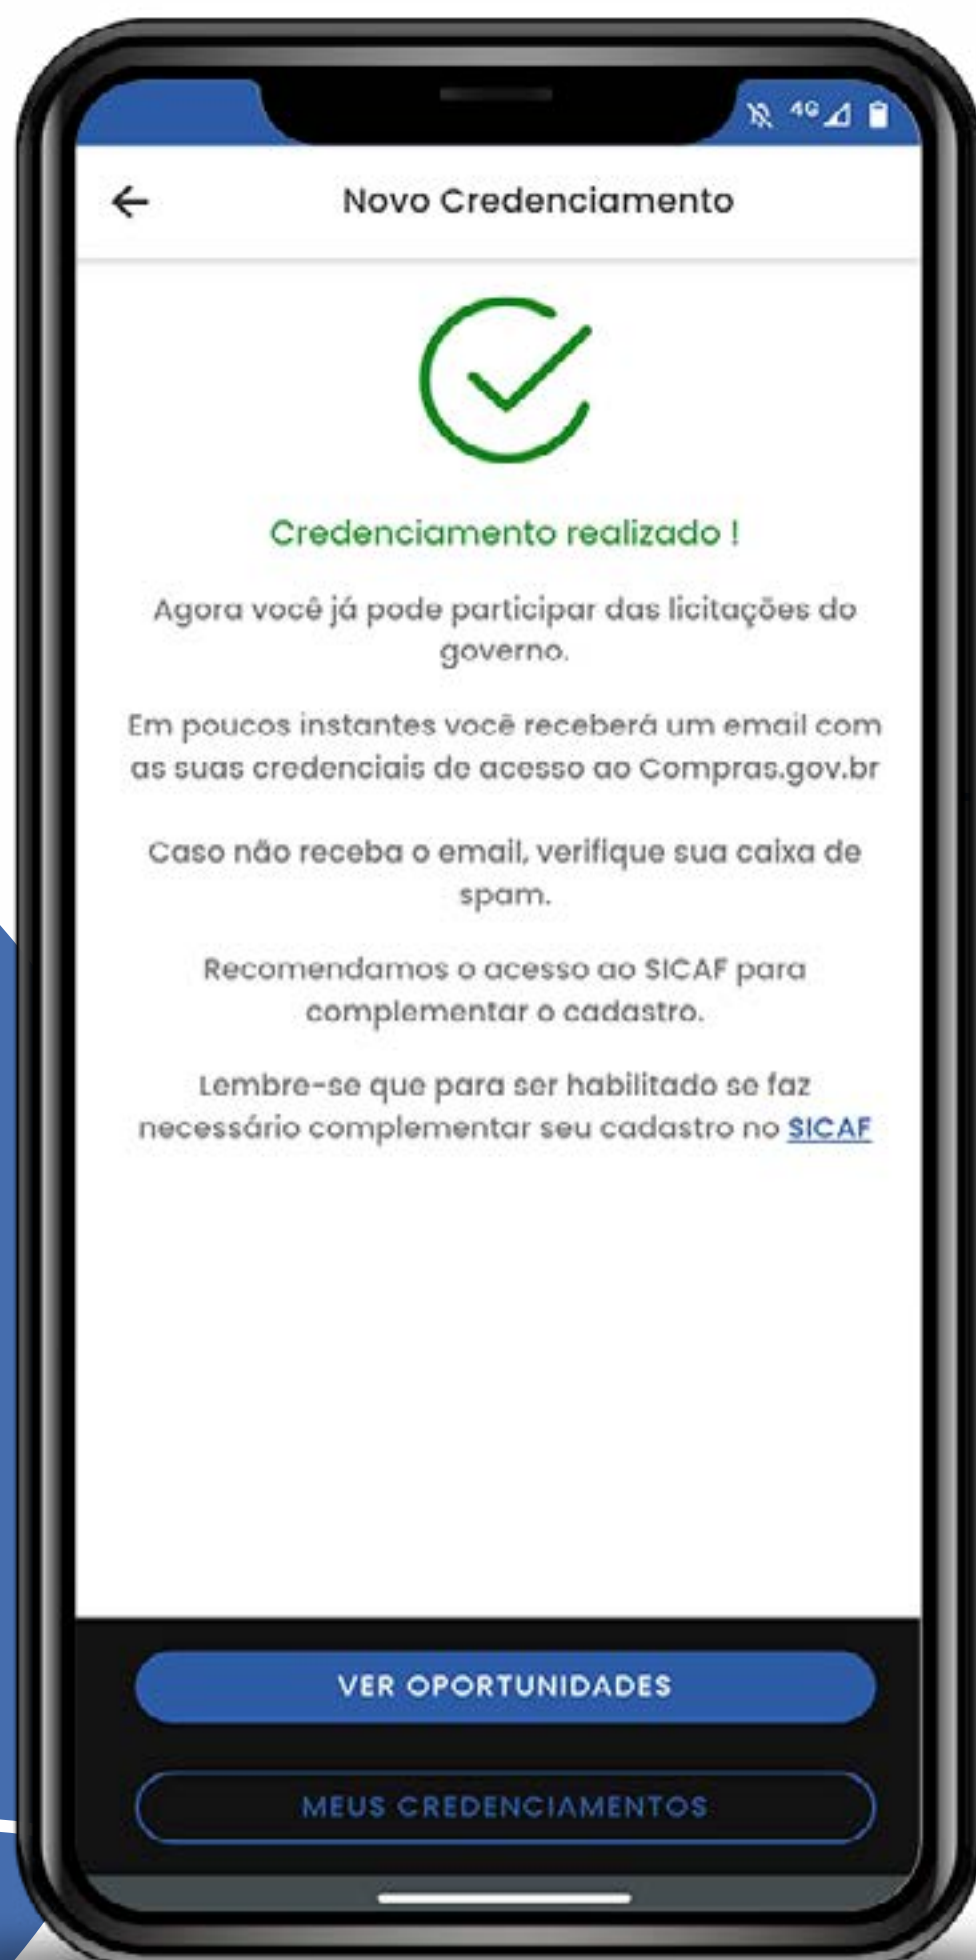 4G
Novo Credenciamento
Credenciamento realizado !
Agora você já pode participar das licitações do
governo.
Em poucos instantes você receberá um email com
as suas credenciais de acesso ao Compras.gov.br
Caso não receba o email, verifique sua caixa de
spam.
Recomendamos o acesso ao SICAF para
complementar o cadastro.
Lembre-se que para ser habilitado se faz
necessário complementar seu cadastro no SICAF
VER OPORTUNIDADES
MEUS CREDENCIAMENTOS